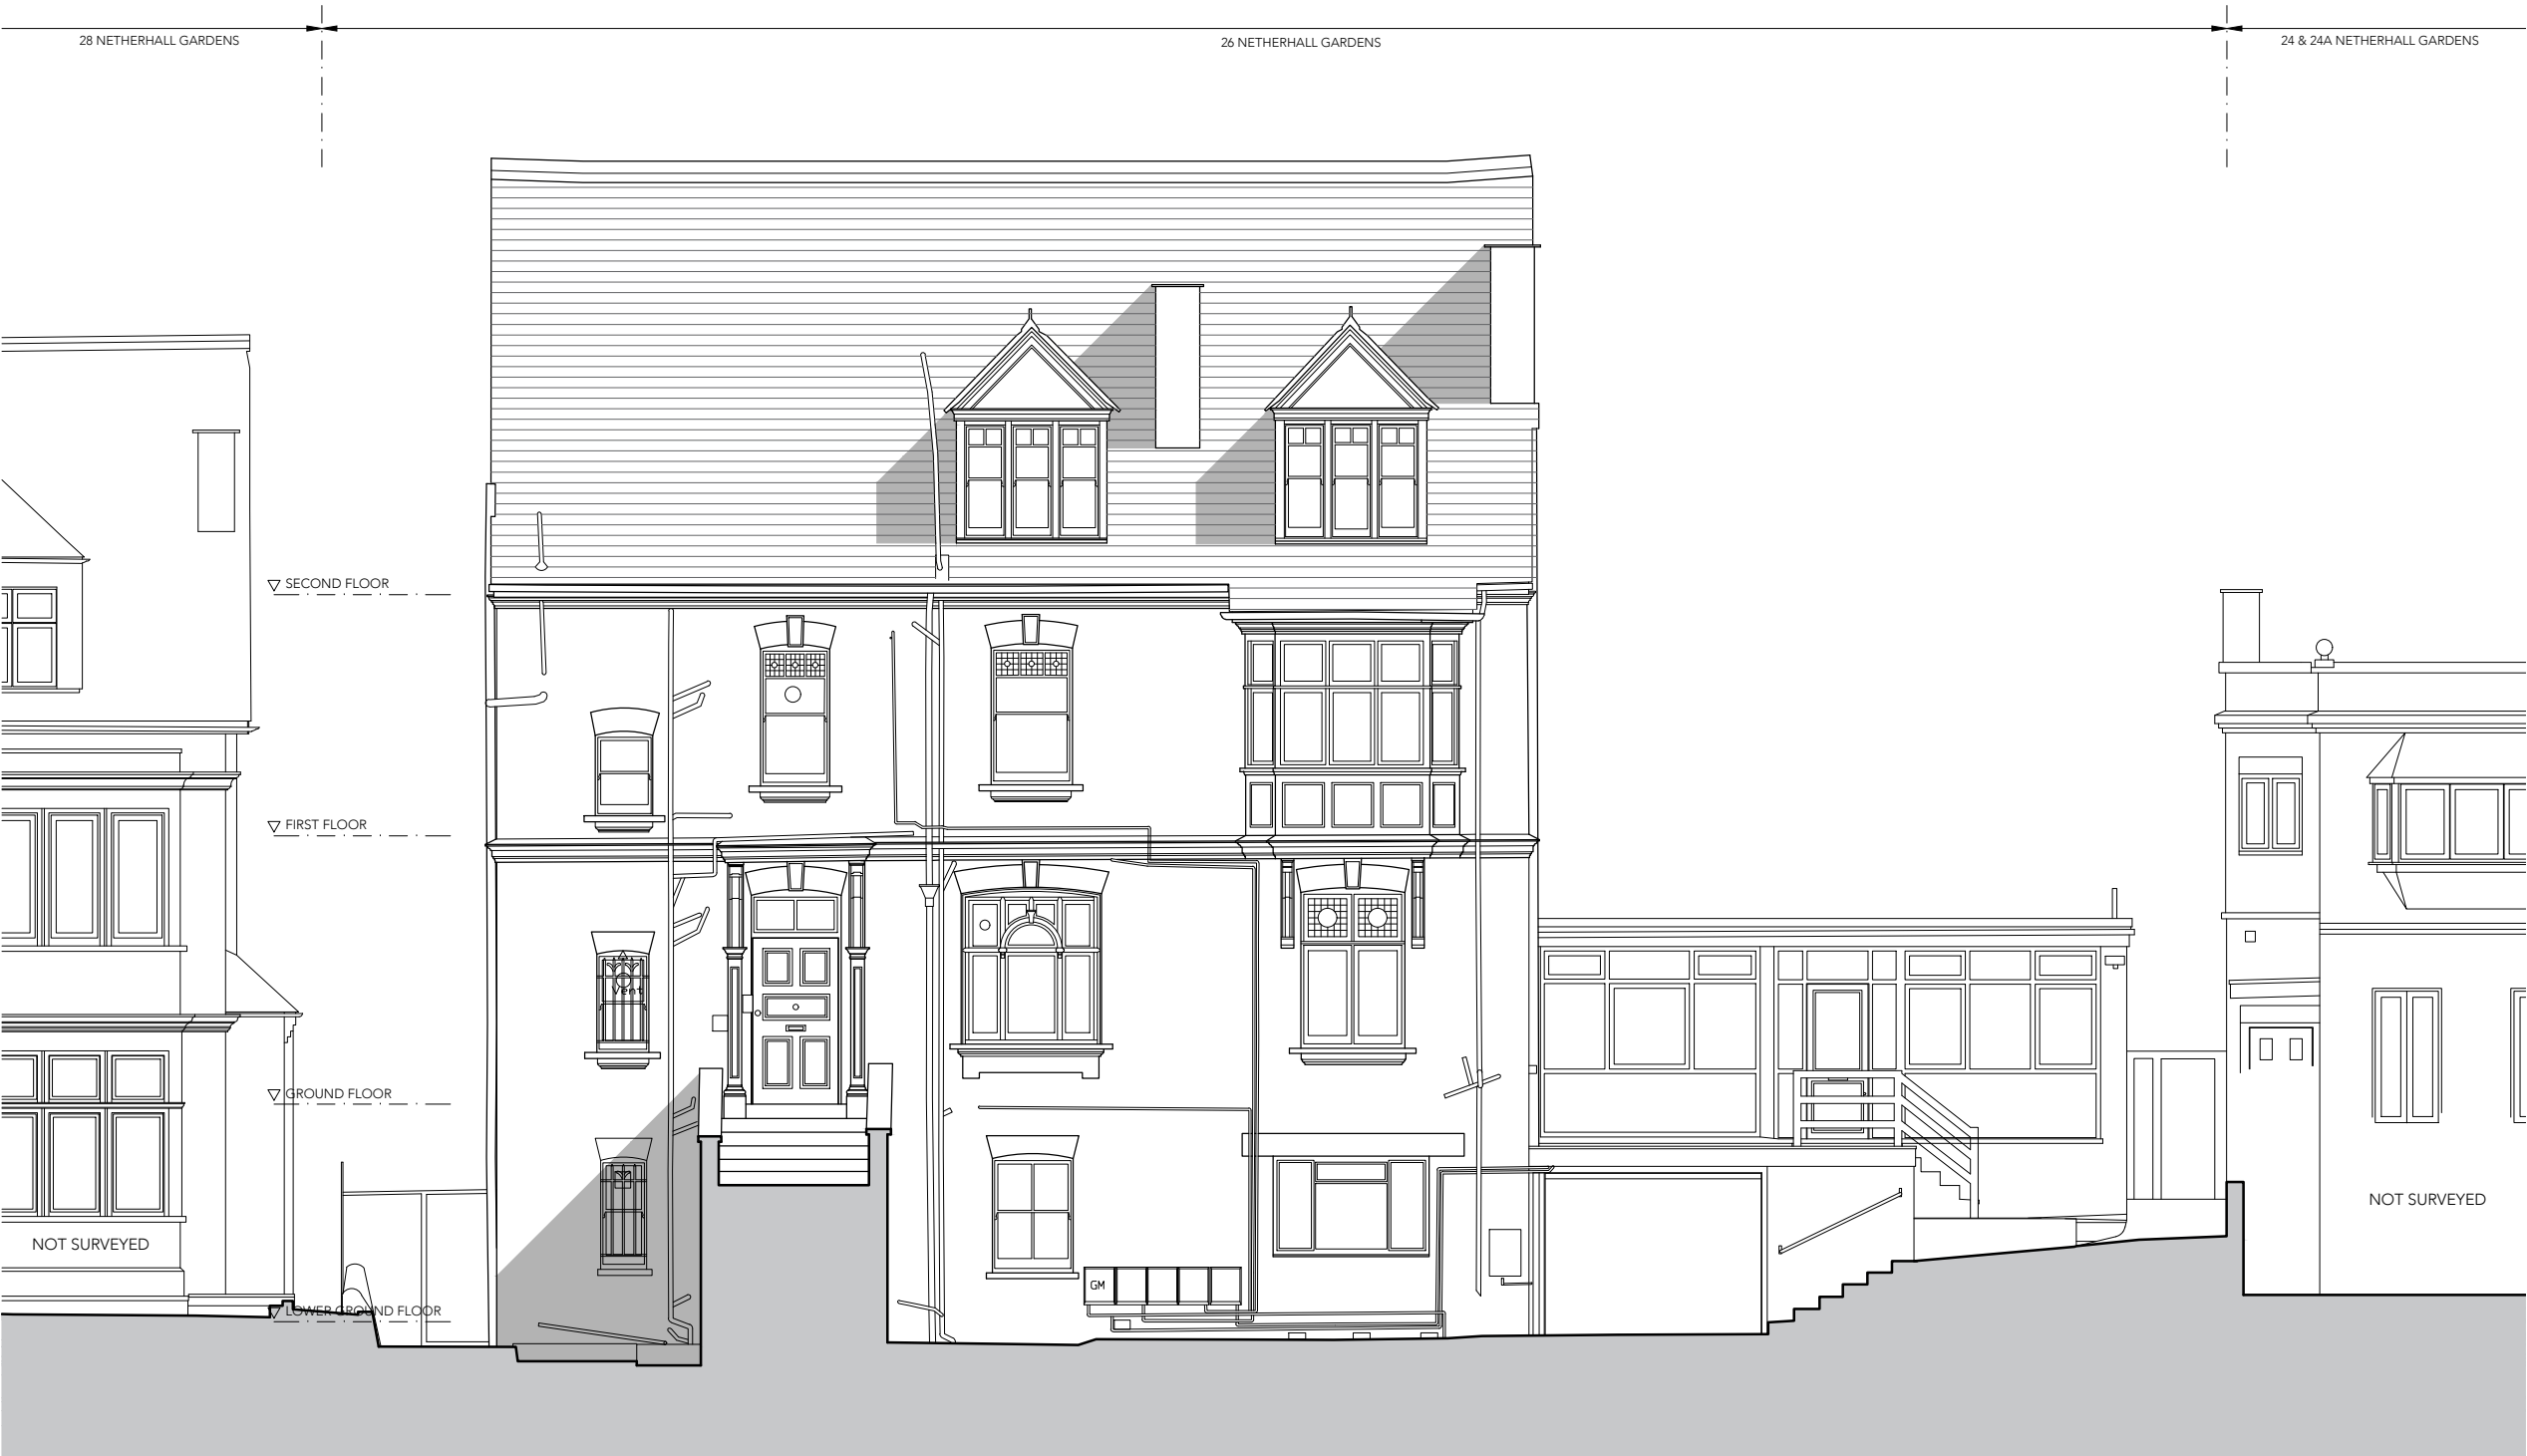 28 NETHERHALL GARDENS
26 NETHERHALL GARDENS
24 & 24A NETHERHALL GARDENS
SECOND FLOOR
FIRST FLOOR
Vent
GROUND FLOOR
NOT SURVEYED
NOT SURVEYED
GM
LOWER GROUND FLOOR